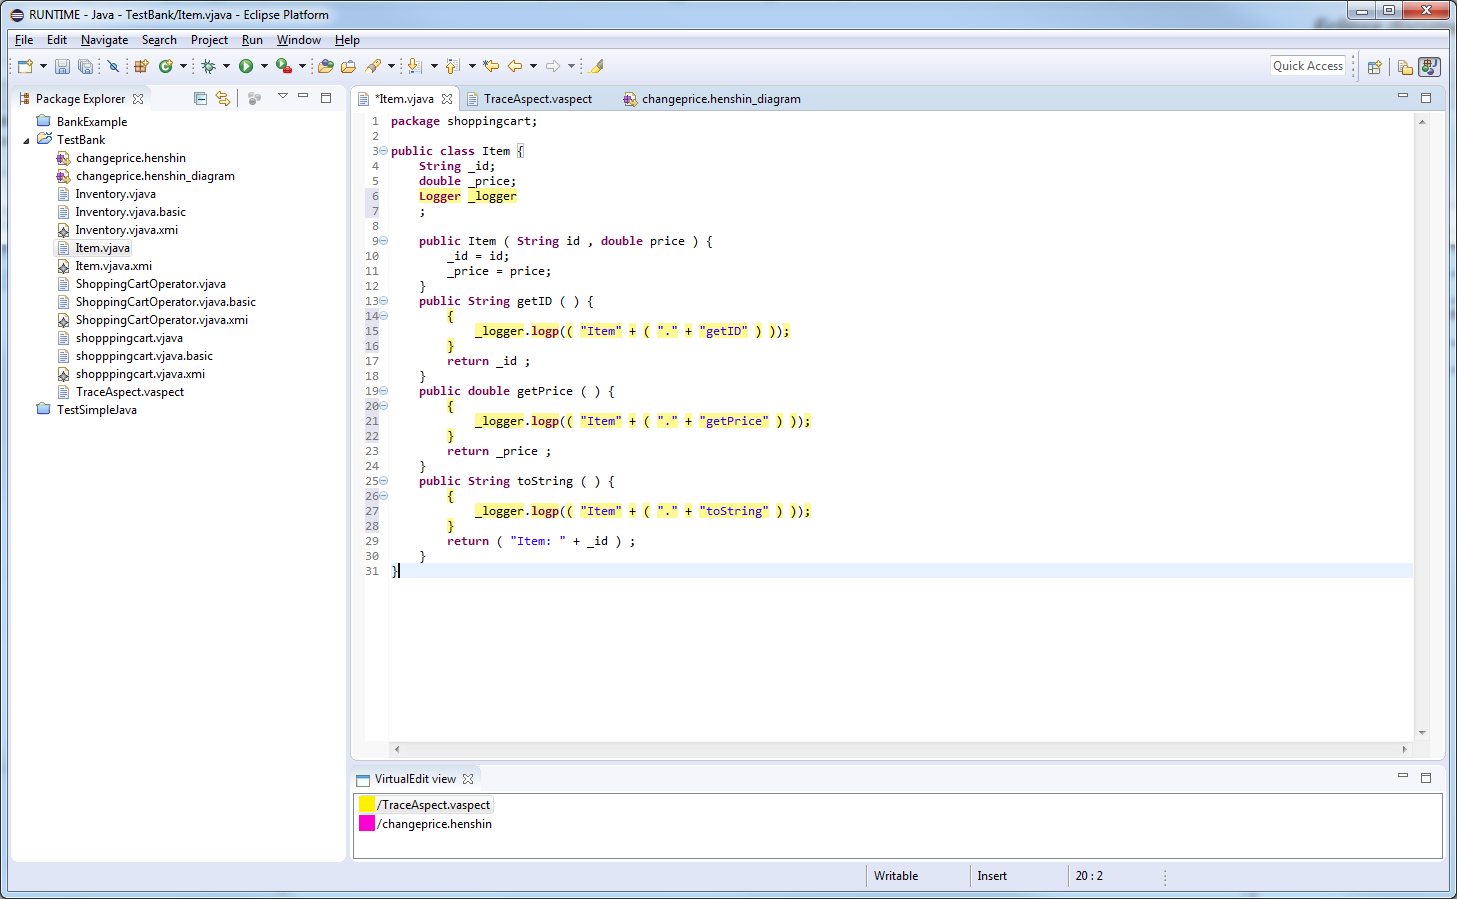 RUNTIME - Java - TestBank/Item.vjava - Eclipse Platform
File Edit Navigate Search Project Run Window Help
Quick Access
Package Explorer
BankExample
TestBank
changeprice.henshin
changeprice.henshin_diagram
Inventory.vjava
Inventory.vjava.basic
Inventory.vjava.xmi
Item.vjava
Item.vjava.xmi
ShoppingCartOperator.vjava
ShoppingCartOperator.vjava.basic
ShoppingCartOperator.vjava.xmi
shopppingcart.vjava
shopppingcart.vjava.basic
shopppingcart.vjava.xmi
TraceAspect.vaspect
TestSimpleJava
*Item.vjava TraceAspect.vaspect changeprice.henshin_diagram
1 package shoppingcart;
2
3 public class Item {
4 String _id;
5 double _price;
6 Logger _logger
7 ;
8
9 public Item ( String id , double price ) {
10 _id = id;
11 _price = price;
12 }
13 public String getID ( ) {
14 {
15 _logger.logp(( "Item" + ( "." + "getID" ) ));
16 }
17 return _id ;
18 }
19 public double getPrice ( ) {
20 {
21 _logger.logp(( "Item" + ( "." + "getPrice" ) ));
22 }
23 return _price ;
24 }
25 public String toString ( ) {
26 {
27 _logger.logp(( "Item" + ( "." + "toString" ) ));
28 }
29 return ( "Item: " + _id ) ;
30 }
31 }
VirtualEdit view
/TraceAspect.vaspect
/changeprice.henshin
Writable Insert 20 : 2